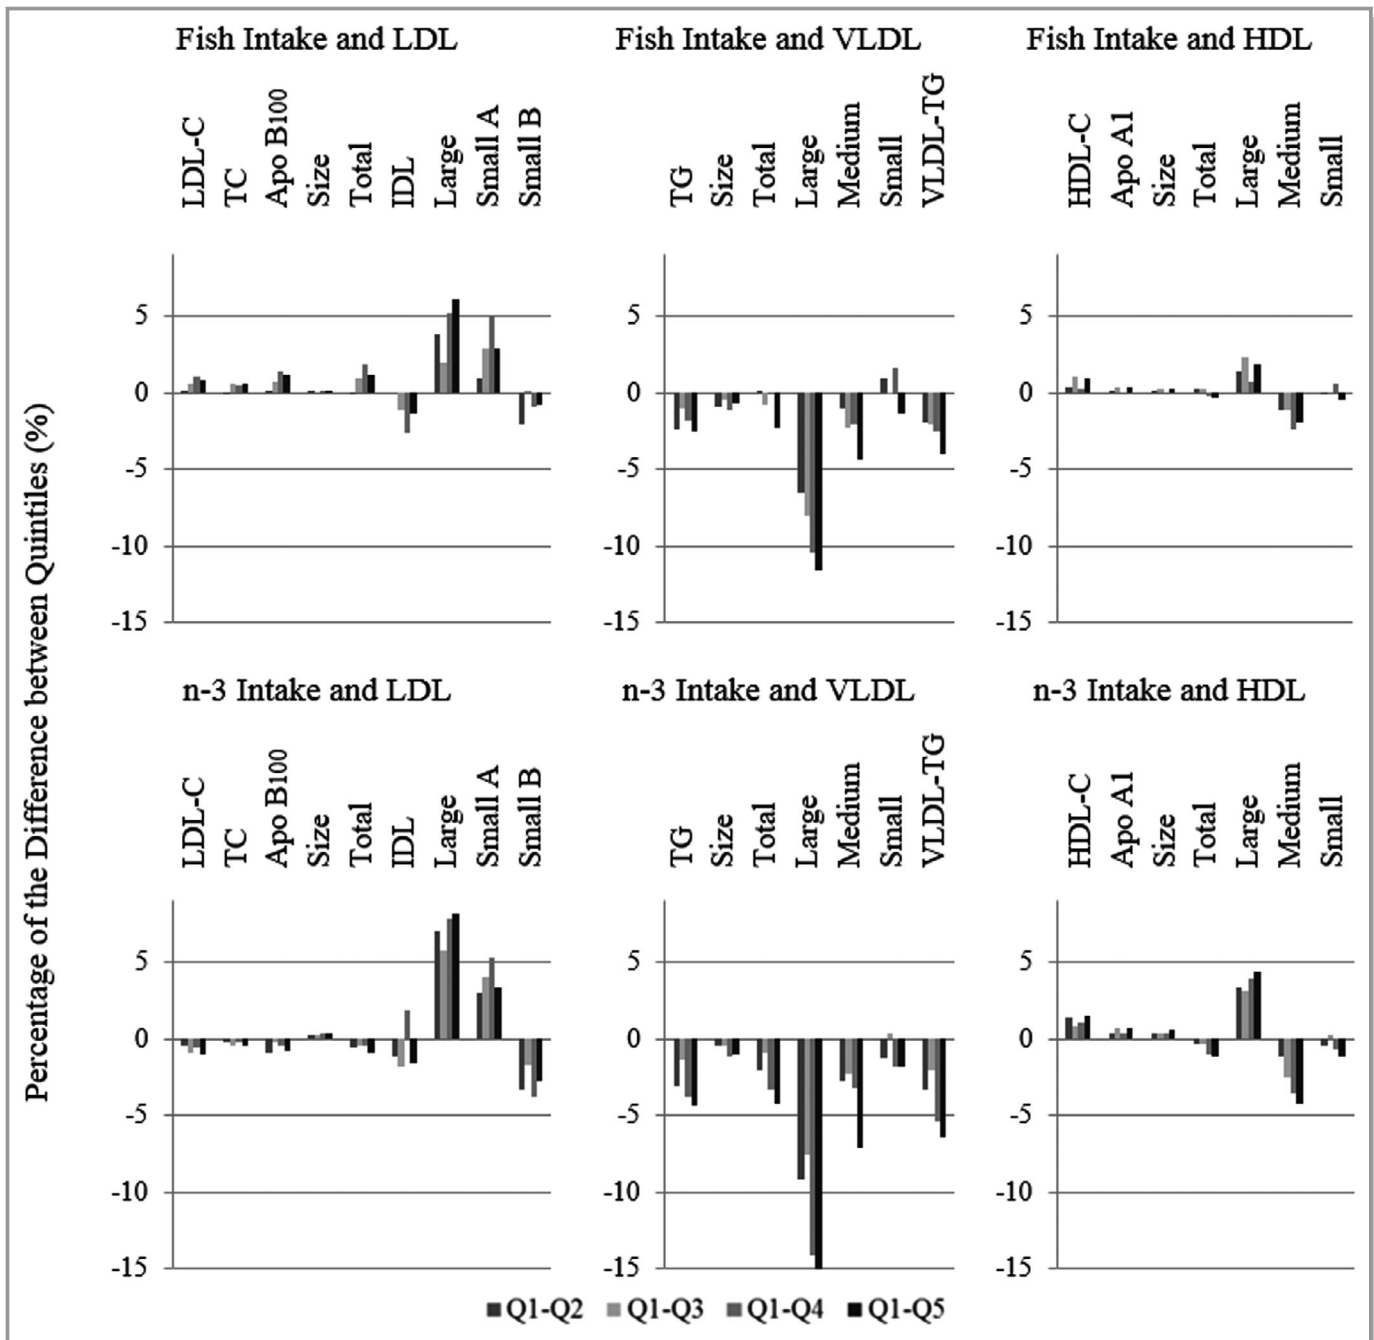 Fish Intake and LDL
Fish Intake and VLDL
Fish Intake and HDL
LDL-C
TC
Apo B100
Size
Total
IDL
Large
Small A
Small B
TG
Size
Total
Large
Medium
Small
VLDL-TG
HDL-C
Apo A1
Size
Total
Large
Medium
Small
5
0
-5
-10
-15
5
0
-5
-10
-15
5
0
-5
-10
-15
Percentage of the Difference between Quintiles (%)
n-3 Intake and LDL
n-3 Intake and VLDL
n-3 Intake and HDL
LDL-C
TC
Apo B100
Size
Total
IDL
Large
Small A
Small B
TG
Size
Total
Large
Medium
Small
VLDL-TG
HDL-C
Apo A1
Size
Total
Large
Medium
Small
5
0
-5
-10
-15
5
0
-5
-10
-15
5
0
-5
-10
-15
Q1-Q2 Q1-Q3 Q1-Q4 Q1-Q5